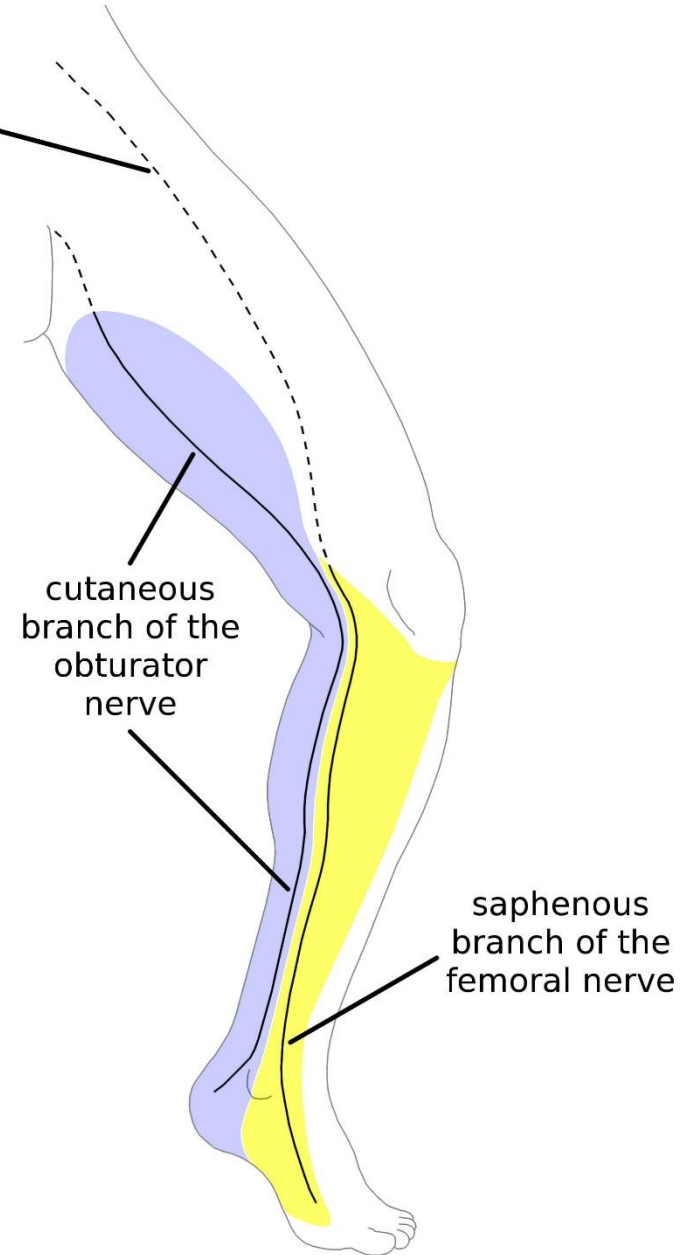 cutaneous
branch of the
obturator
nerve
saphenous
branch of the
femoral nerve